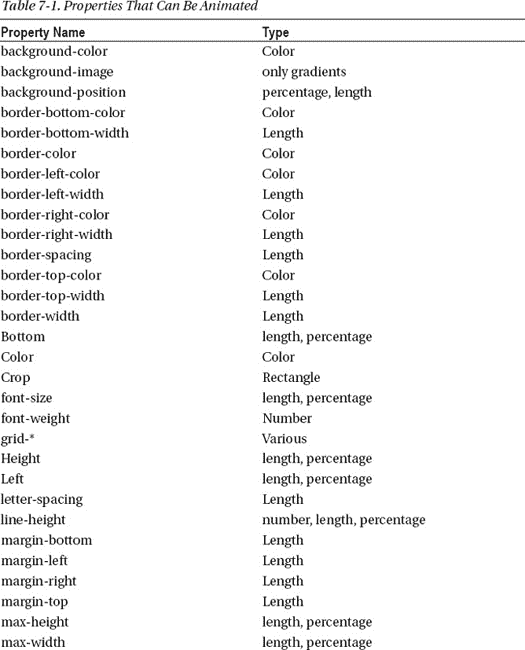 Table 7-1. Properties That Can Be Animated
Property Name Type
background-color Color
background-image only gradients
background-position percentage, length
border-bottom-color Color
border-bottom-width Length
border-color Color
border-left-color Color
border-left-width Length
border-right-color Color
border-right-width Length
border-spacing Length
border-top-color Color
border-top-width Length
border-width Length
Bottom length, percentage
Color Color
Crop Rectangle
font-size length, percentage
font-weight Number
grid-* Various
Height length, percentage
Left length, percentage
letter-spacing Length
line-height number, length, percentage
margin-bottom Length
margin-left Length
margin-right Length
margin-top Length
max-height length, percentage
max-width length, percentage